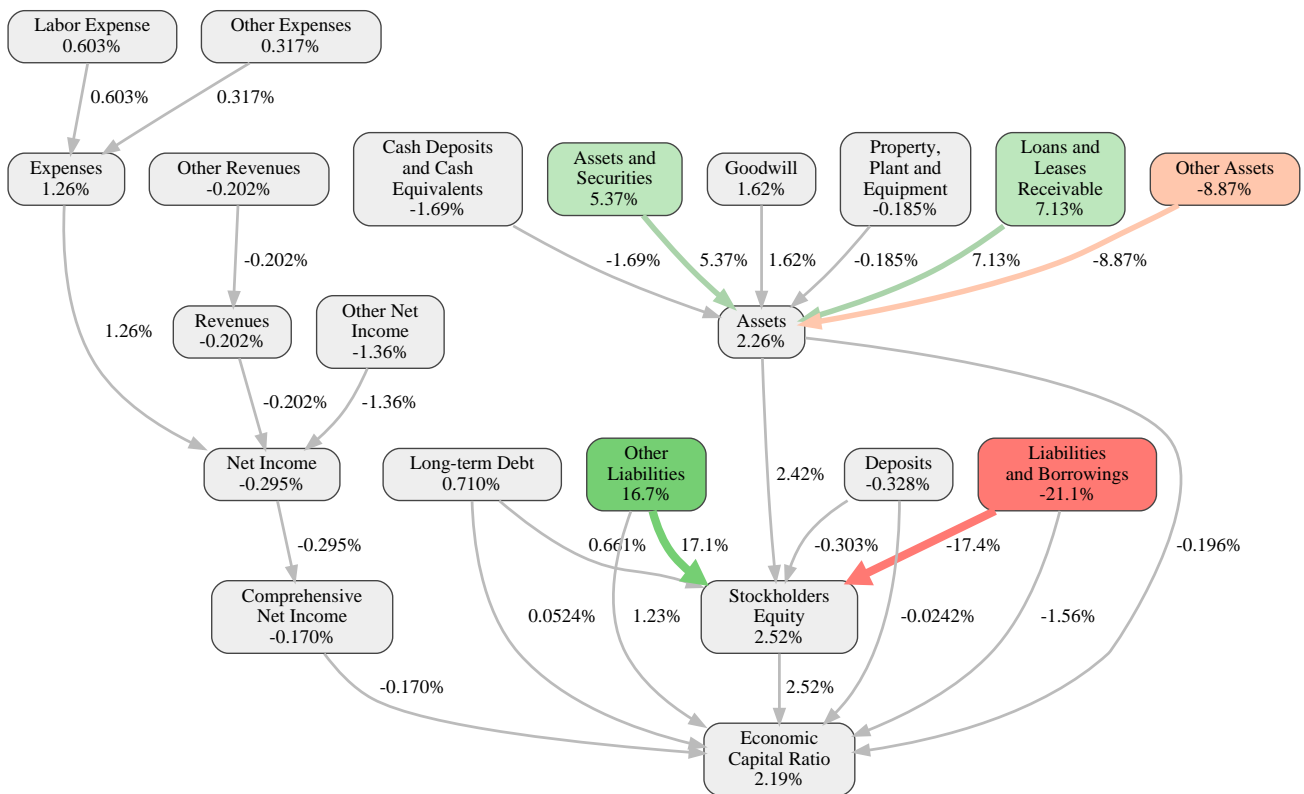 Labor Expense
0.603%
Other Expenses
0.317%
0.603%
0.317%
Expenses
1.26%
Other Revenues
-0.202%
Cash Deposits
and Cash
Equivalents
-1.69%
Assets and
Securities
5.37%
Goodwill
1.62%
Property,
Plant and
Equipment
-0.185%
Loans and
Leases
Receivable
7.13%
Other Assets
-8.87%
-0.202%
-1.69%
5.37%
1.62%
-0.185%
7.13%
-8.87%
1.26%
Revenues
-0.202%
Other Net
Income
-1.36%
Assets
2.26%
-0.202%
-1.36%
Net Income
-0.295%
Long-term Debt
0.710%
Other
Liabilities
16.7%
2.42%
Deposits
-0.328%
Liabilities
and Borrowings
-21.1%
-0.295%
0.661%
17.1%
-0.303%
-17.4%
-0.196%
Comprehensive
Net Income
-0.170%
0.0524%
1.23%
Stockholders
Equity
2.52%
-0.0242%
-1.56%
-0.170%
2.52%
Economic
Capital Ratio
2.19%